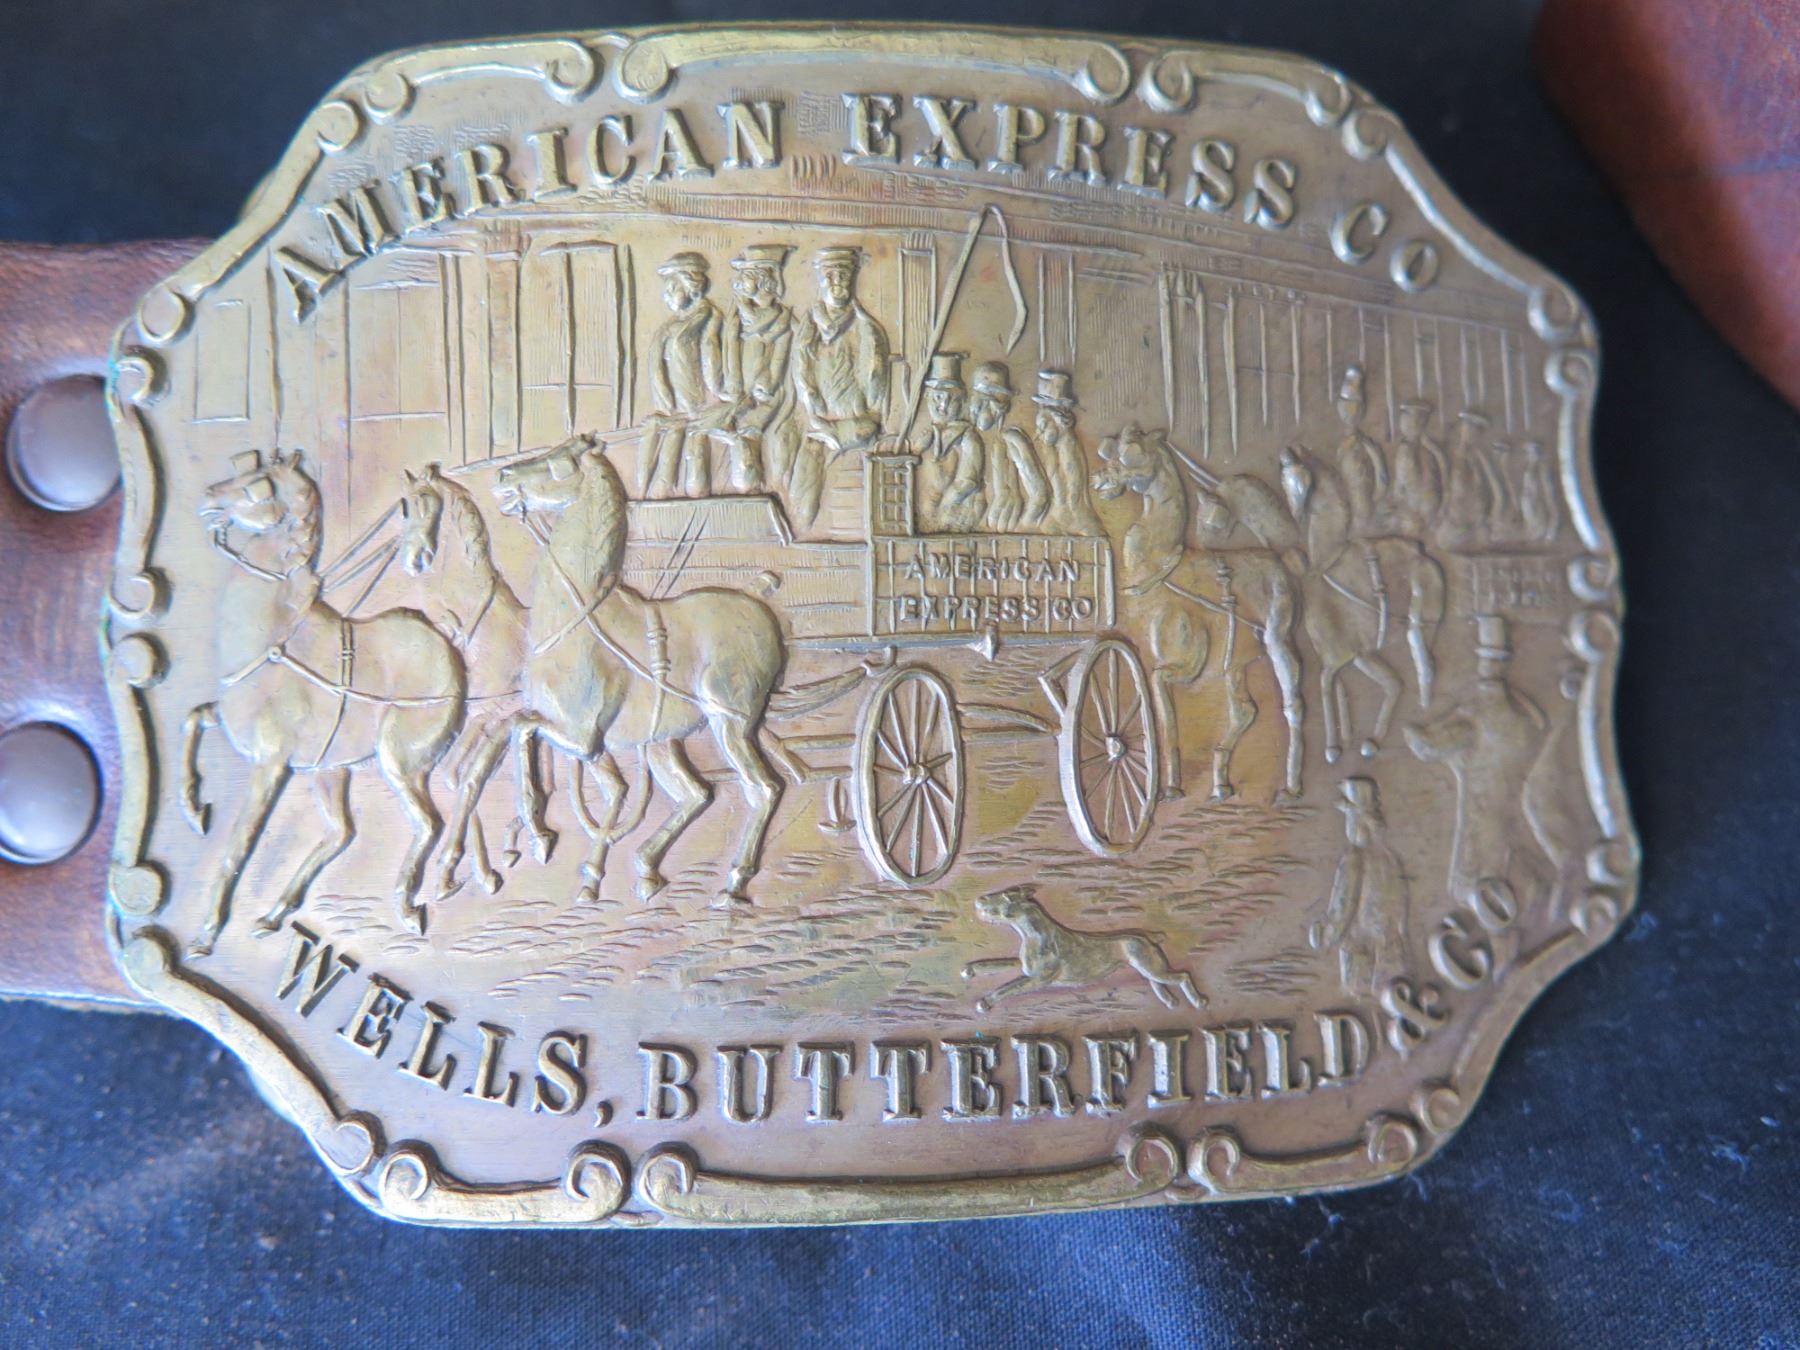 AMERICAN EXPRESS CO
AMERICAN
EXPRESS CO
WELLS, BUTTERFIELD & CO